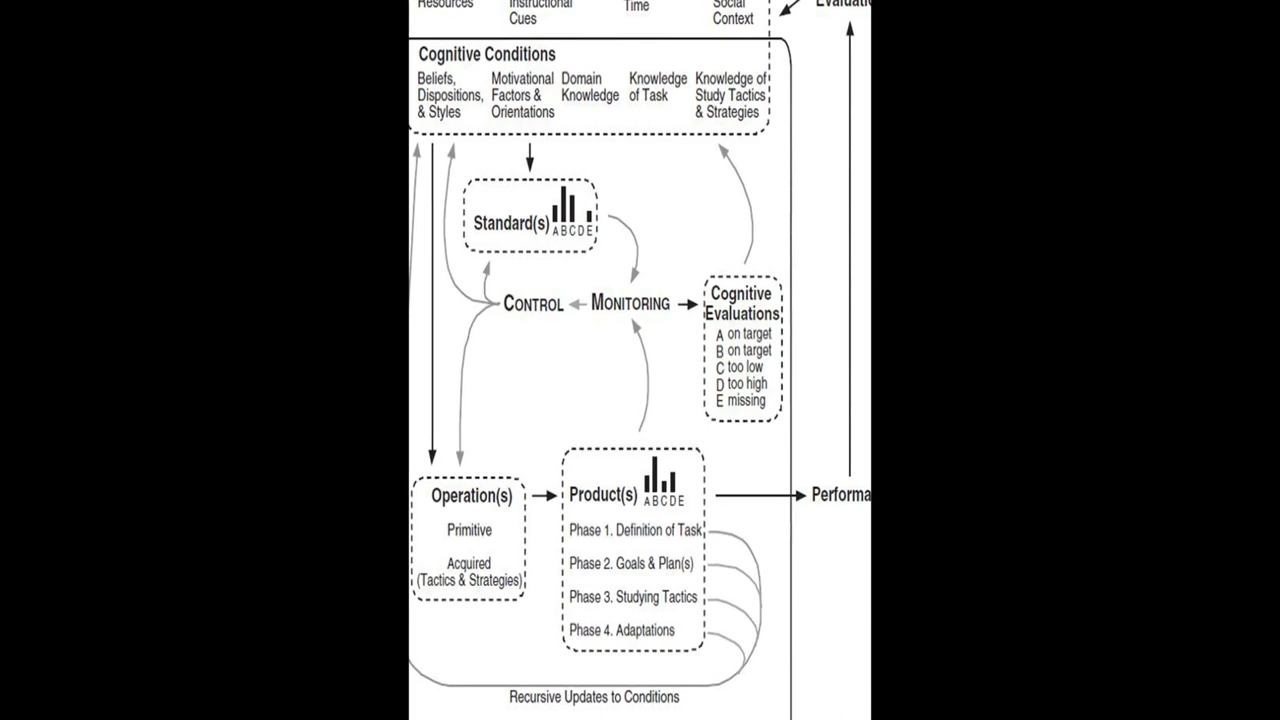 Resources Instructional Time Social
Cues Context
Cognitive Conditions
Beliefs, Motivational Domain Knowledge Knowledge of
Dispositions, Factors & Knowledge of Task Study Tactics
& Styles Orientations & Strategies
Standard(s)
A B C D E
CONTROL MONITORING
Cognitive
Evaluations
A on target
B on target
C too low
D too high
E missing
Operation(s)
Primitive
Acquired
(Tactics & Strategies)
Product(s)
A B C D E
Phase 1. Definition of Task
Phase 2. Goals & Plan(s)
Phase 3. Studying Tactics
Phase 4. Adaptations
Performa
Recursive Updates to Conditions